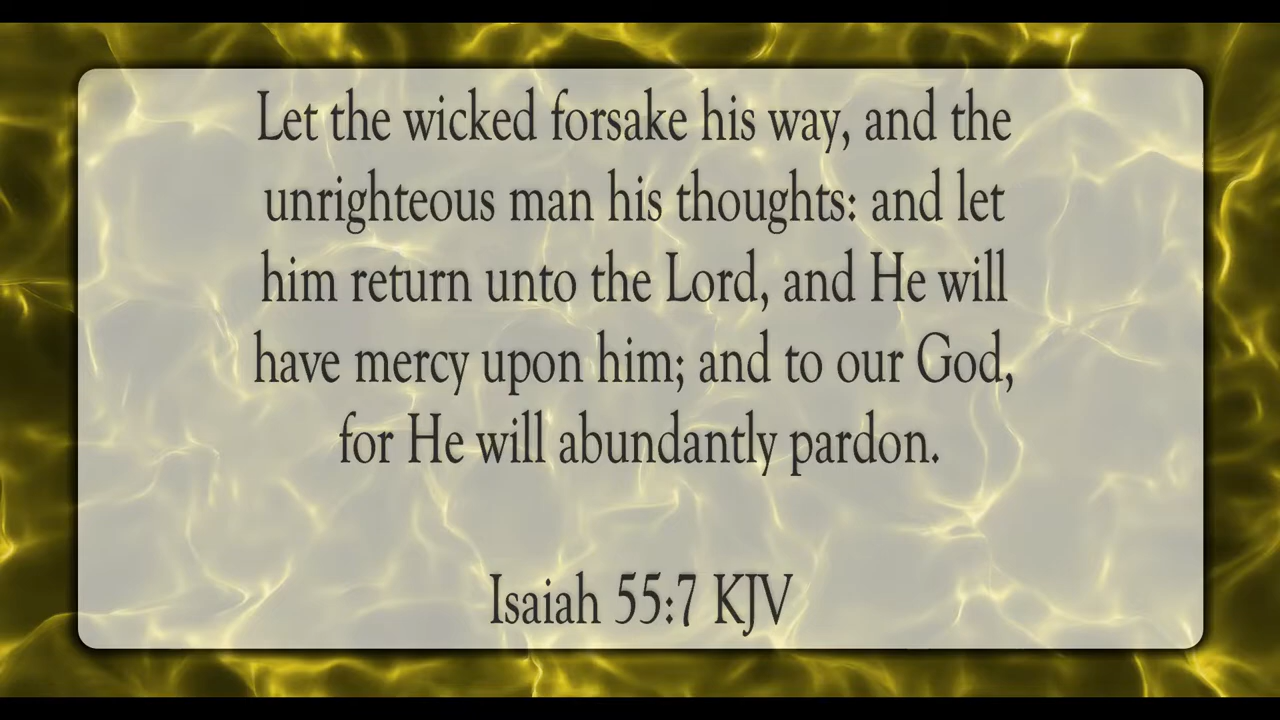 Let the wicked forsake his way, and the
unrighteous man his thoughts: and let
him return unto the Lord, and He will
have mercy upon him; and to our God,
for He will abundantly pardon.
Isaiah 55:7 KJV